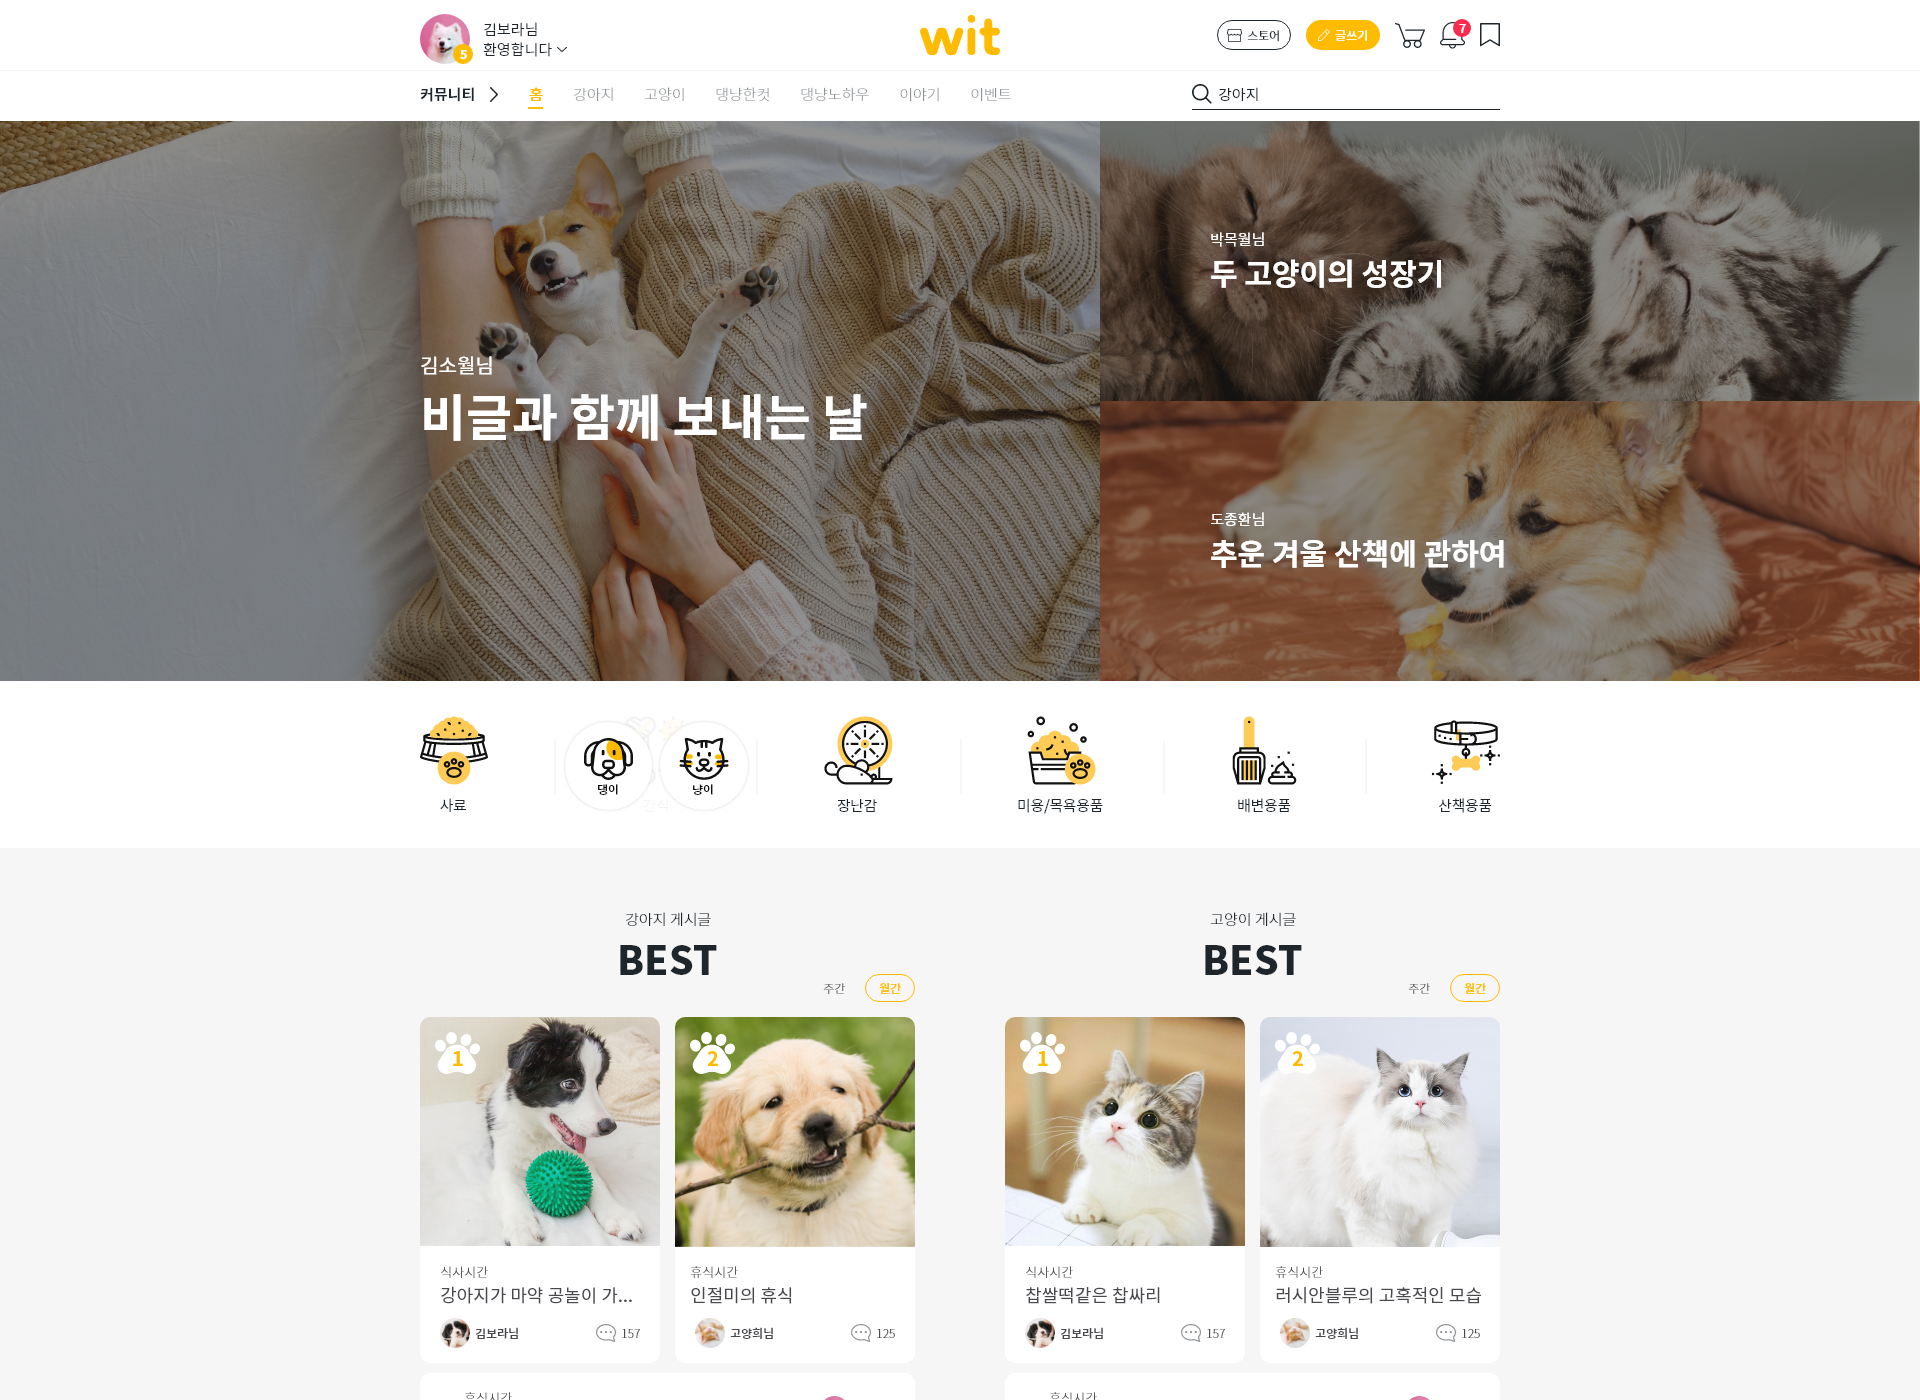 5
김보라님
환영합니다
wit
스토어
글쓰기
7
커뮤니티
홈
강아지
고양이
댕냥한컷
댕냥노하우
이야기
이벤트
강아지
김소월님
비글과 함께 보내는 날
박목월님
두 고양이의 성장기
도종환님
추운 겨울 산책에 관하여
사료
댕이
냥이
간식
장난감
미용/목욕용품
배변용품
산책용품
강아지 게시글
BEST
주간
월간
고양이 게시글
BEST
주간
월간
1
식사시간
강아지가 마약 공놀이 가...
김보라님
157
2
휴식시간
인절미의 휴식
고양희님
125
1
식사시간
찹쌀떡같은 찹싸리
김보라님
157
2
휴식시간
러시안블루의 고혹적인 모습
고양희님
125
휴식시간
휴식시간